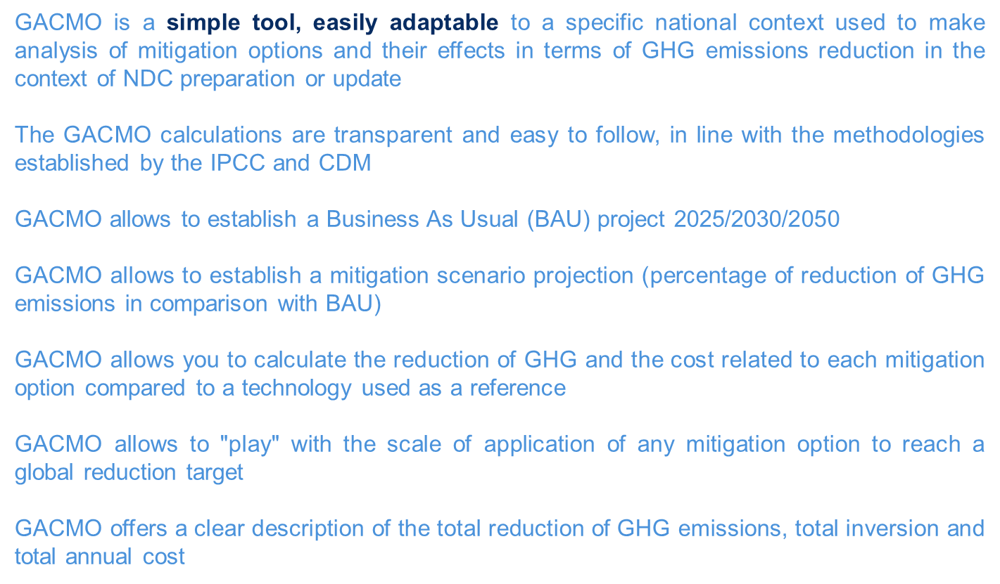 GACMO is a simple tool, easily adaptable to a specific national context used to make
analysis of mitigation options and their effects in terms of GHG emissions reduction in the
context of NDC preparation or update
The GACMO calculations are transparent and easy to follow, in line with the methodologies
established by the IPCC and CDM
GACMO allows to establish a Business As Usual (BAU) project 2025/2030/2050
GACMO allows to establish a mitigation scenario projection (percentage of reduction of GHG
emissions in comparison with BAU)
GACMO allows you to calculate the reduction of GHG and the cost related to each mitigation
option compared to a technology used as a reference
GACMO allows to "play" with the scale of application of any mitigation option to reach a
global reduction target
GACMO offers a clear description of the total reduction of GHG emissions, total inversion and
total annual cost